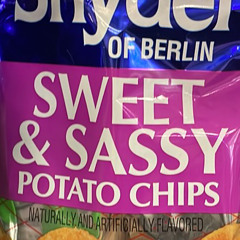 Snyder
OF BERLIN
SWEET
& SASSY
POTATO CHIPS
NATURALLY AND ARTIFICIALLY FLAVORED